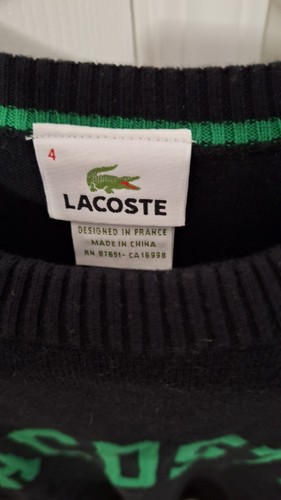 4
LACOSTE
DESIGNED IN FRANCE
MADE IN CHINA
RN 87651 - CA16998